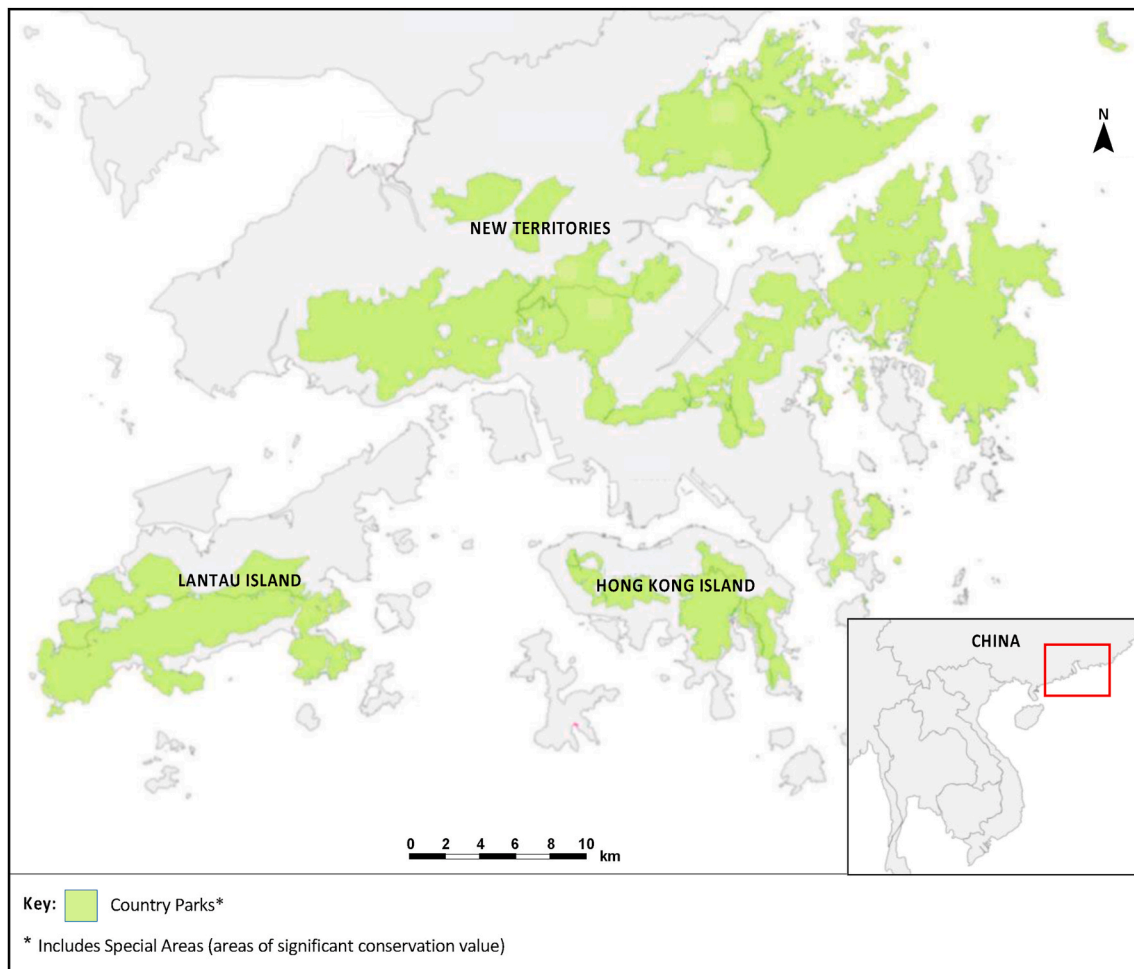 N
NEW TERRITORIES
LANTAU ISLAND
HONG KONG ISLAND
CHINA
0 2 4 6 8 10
km
Key: Country Parks*
* Includes Special Areas (areas of significant conservation value)